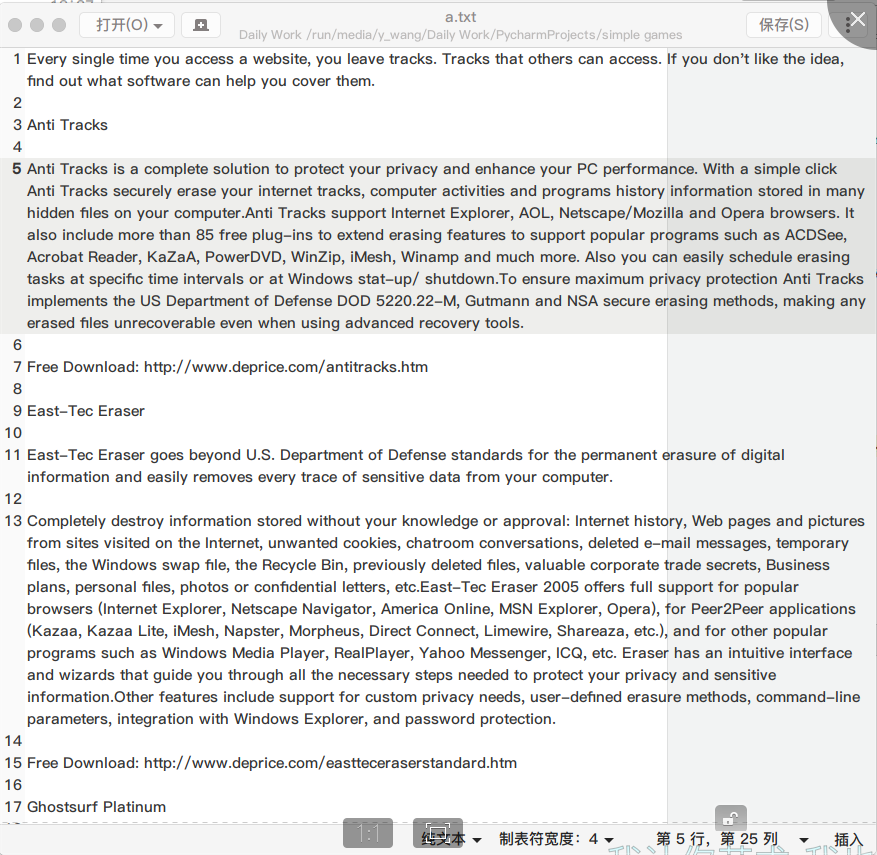 打开(O)
a.txt
Daily Work /run/media/y_wang/Daily Work/PycharmProjects/simple games
保存(S)
1 Every single time you access a website, you leave tracks. Tracks that others can access. If you don't like the idea,
find out what software can help you cover them.
2
3 Anti Tracks
4
5 Anti Tracks is a complete solution to protect your privacy and enhance your PC performance. With a simple click
Anti Tracks securely erase your internet tracks, computer activities and programs history information stored in many
hidden files on your computer.Anti Tracks support Internet Explorer, AOL, Netscape/Mozilla and Opera browsers. It
also include more than 85 free plug-ins to extend erasing features to support popular programs such as ACDSee,
Acrobat Reader, KaZaA, PowerDVD, WinZip, iMesh, Winamp and much more. Also you can easily schedule erasing
tasks at specific time intervals or at Windows stat-up/ shutdown.To ensure maximum privacy protection Anti Tracks
implements the US Department of Defense DOD 5220.22-M, Gutmann and NSA secure erasing methods, making any
erased files unrecoverable even when using advanced recovery tools.
6
7 Free Download: http://www.deprice.com/antitracks.htm
8
9 East-Tec Eraser
10
11 East-Tec Eraser goes beyond U.S. Department of Defense standards for the permanent erasure of digital
information and easily removes every trace of sensitive data from your computer.
12
13 Completely destroy information stored without your knowledge or approval: Internet history, Web pages and pictures
from sites visited on the Internet, unwanted cookies, chatroom conversations, deleted e-mail messages, temporary
files, the Windows swap file, the Recycle Bin, previously deleted files, valuable corporate trade secrets, Business
plans, personal files, photos or confidential letters, etc.East-Tec Eraser 2005 offers full support for popular
browsers (Internet Explorer, Netscape Navigator, America Online, MSN Explorer, Opera), for Peer2Peer applications
(Kazaa, Kazaa Lite, iMesh, Napster, Morpheus, Direct Connect, Limewire, Shareaza, etc.), and for other popular
programs such as Windows Media Player, RealPlayer, Yahoo Messenger, ICQ, etc. Eraser has an intuitive interface
and wizards that guide you through all the necessary steps needed to protect your privacy and sensitive
information.Other features include support for custom privacy needs, user-defined erasure methods, command-line
parameters, integration with Windows Explorer, and password protection.
14
15 Free Download: http://www.deprice.com/eastteceraserstandard.htm
16
17 Ghostsurf Platinum
1:1
纯文本
制表符宽度：4
第 5 行，第 25 列
插入